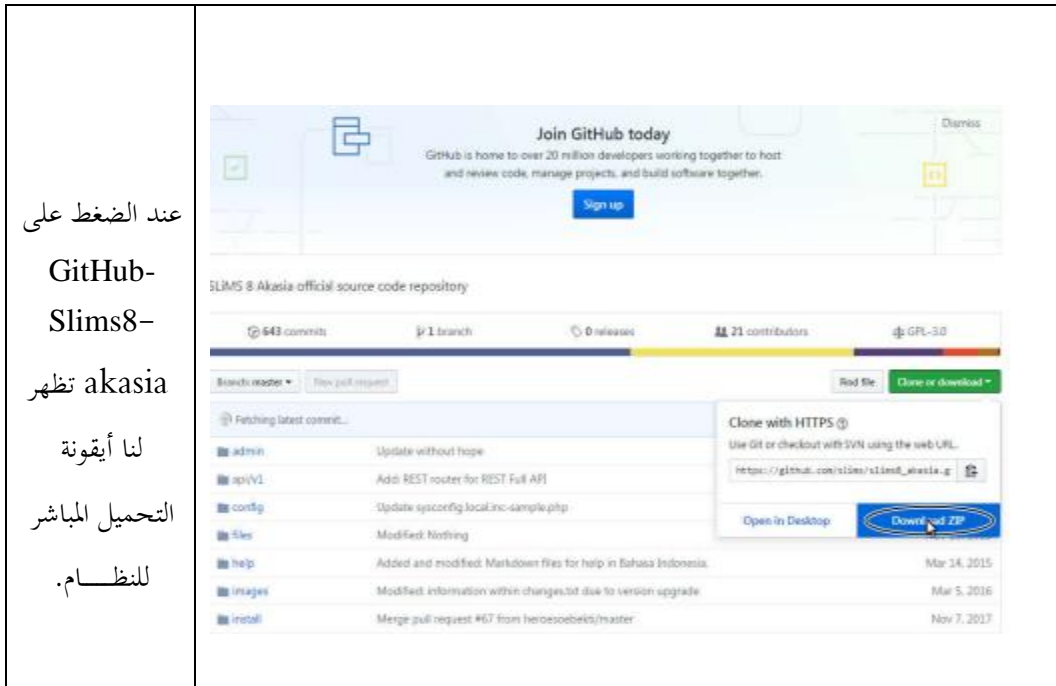 عند الضغط على
GitHub-
Slims8–
akasia تظهر
لنا أيقونة
التحميل المباشر
للنظـــــام.
Dismiss
Join GitHub today
GitHub is home to over 20 million developers working together to host
and review code, manage projects, and build software together.
Sign up
SLiMS 8 Akasia official source code repository
643 commits 1 branch 0 releases 21 contributors GPL-3.0
Branch: master New pull request Find file Clone or download
Fetching latest commit...
Clone with HTTPS
Use Git or checkout with SVN using the web URL.
https://github.com/slims/slims8_akasia.g
Open in Desktop Download ZIP
admin Update without hope
api/v1 Add: REST router for REST Full API
config Update sysconfig.local.inc-sample.php
files Modified: Nothing
help Added and modified: Markdown files for help in Bahasa Indonesia. Mar 14, 2015
images Modified: information within changes.txt due to version upgrade Mar 5, 2016
install Merge pull request #67 from heroesoebekti/master Nov 7, 2017